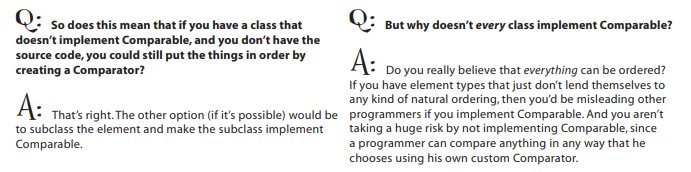 Q: So does this mean that if you have a class that
doesn't implement Comparable, and you don't have the
source code, you could still put the things in order by
creating a Comparator?
A: That's right. The other option (if it's possible) would be
to subclass the element and make the subclass implement
Comparable.
Q: But why doesn't every class implement Comparable?
A: Do you really believe that everything can be ordered?
If you have element types that just don't lend themselves to
any kind of natural ordering, then you'd be misleading other
programmers if you implement Comparable. And you aren't
taking a huge risk by not implementing Comparable, since
a programmer can compare anything in any way that he
chooses using his own custom Comparator.